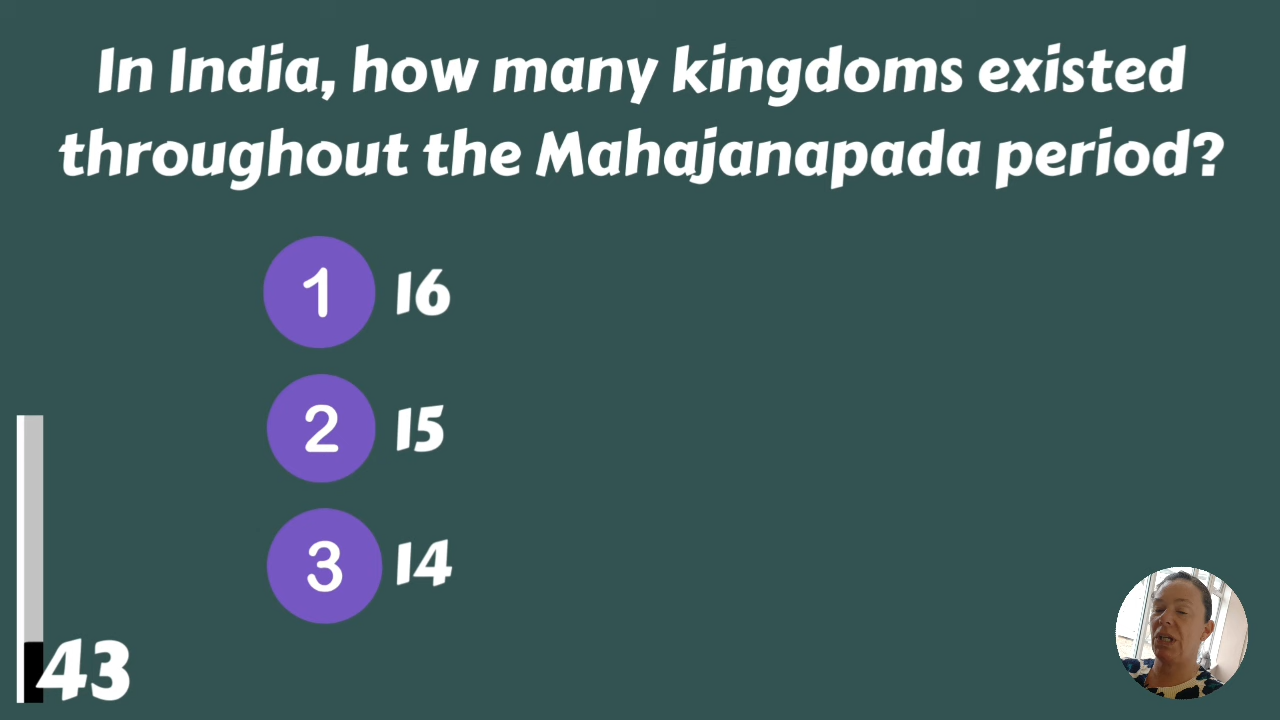 In India, how many kingdoms existed
throughout the Mahajanapada period?
1 16
2 15
3 14
43